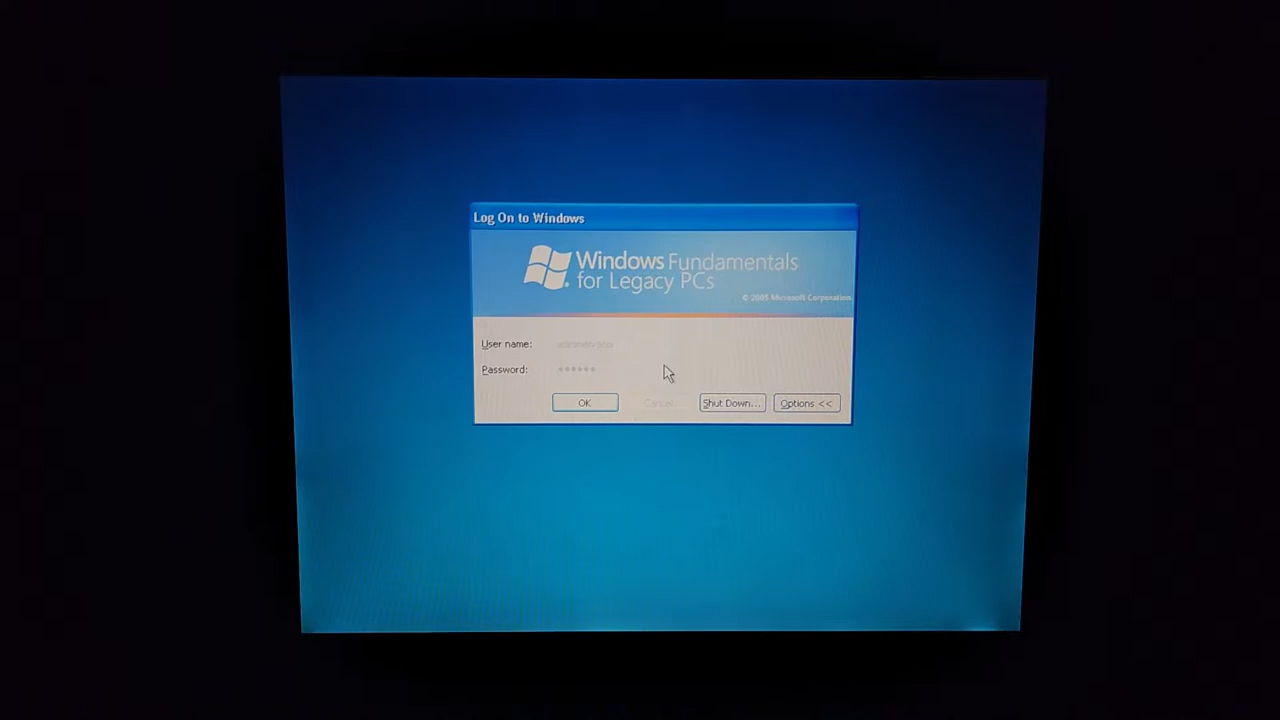 Log On to Windows
Windows Fundamentals
for Legacy PCs
© 2005 Microsoft Corporation
User name:
Password: ••••••
OK Cancel Shut Down... Options <<